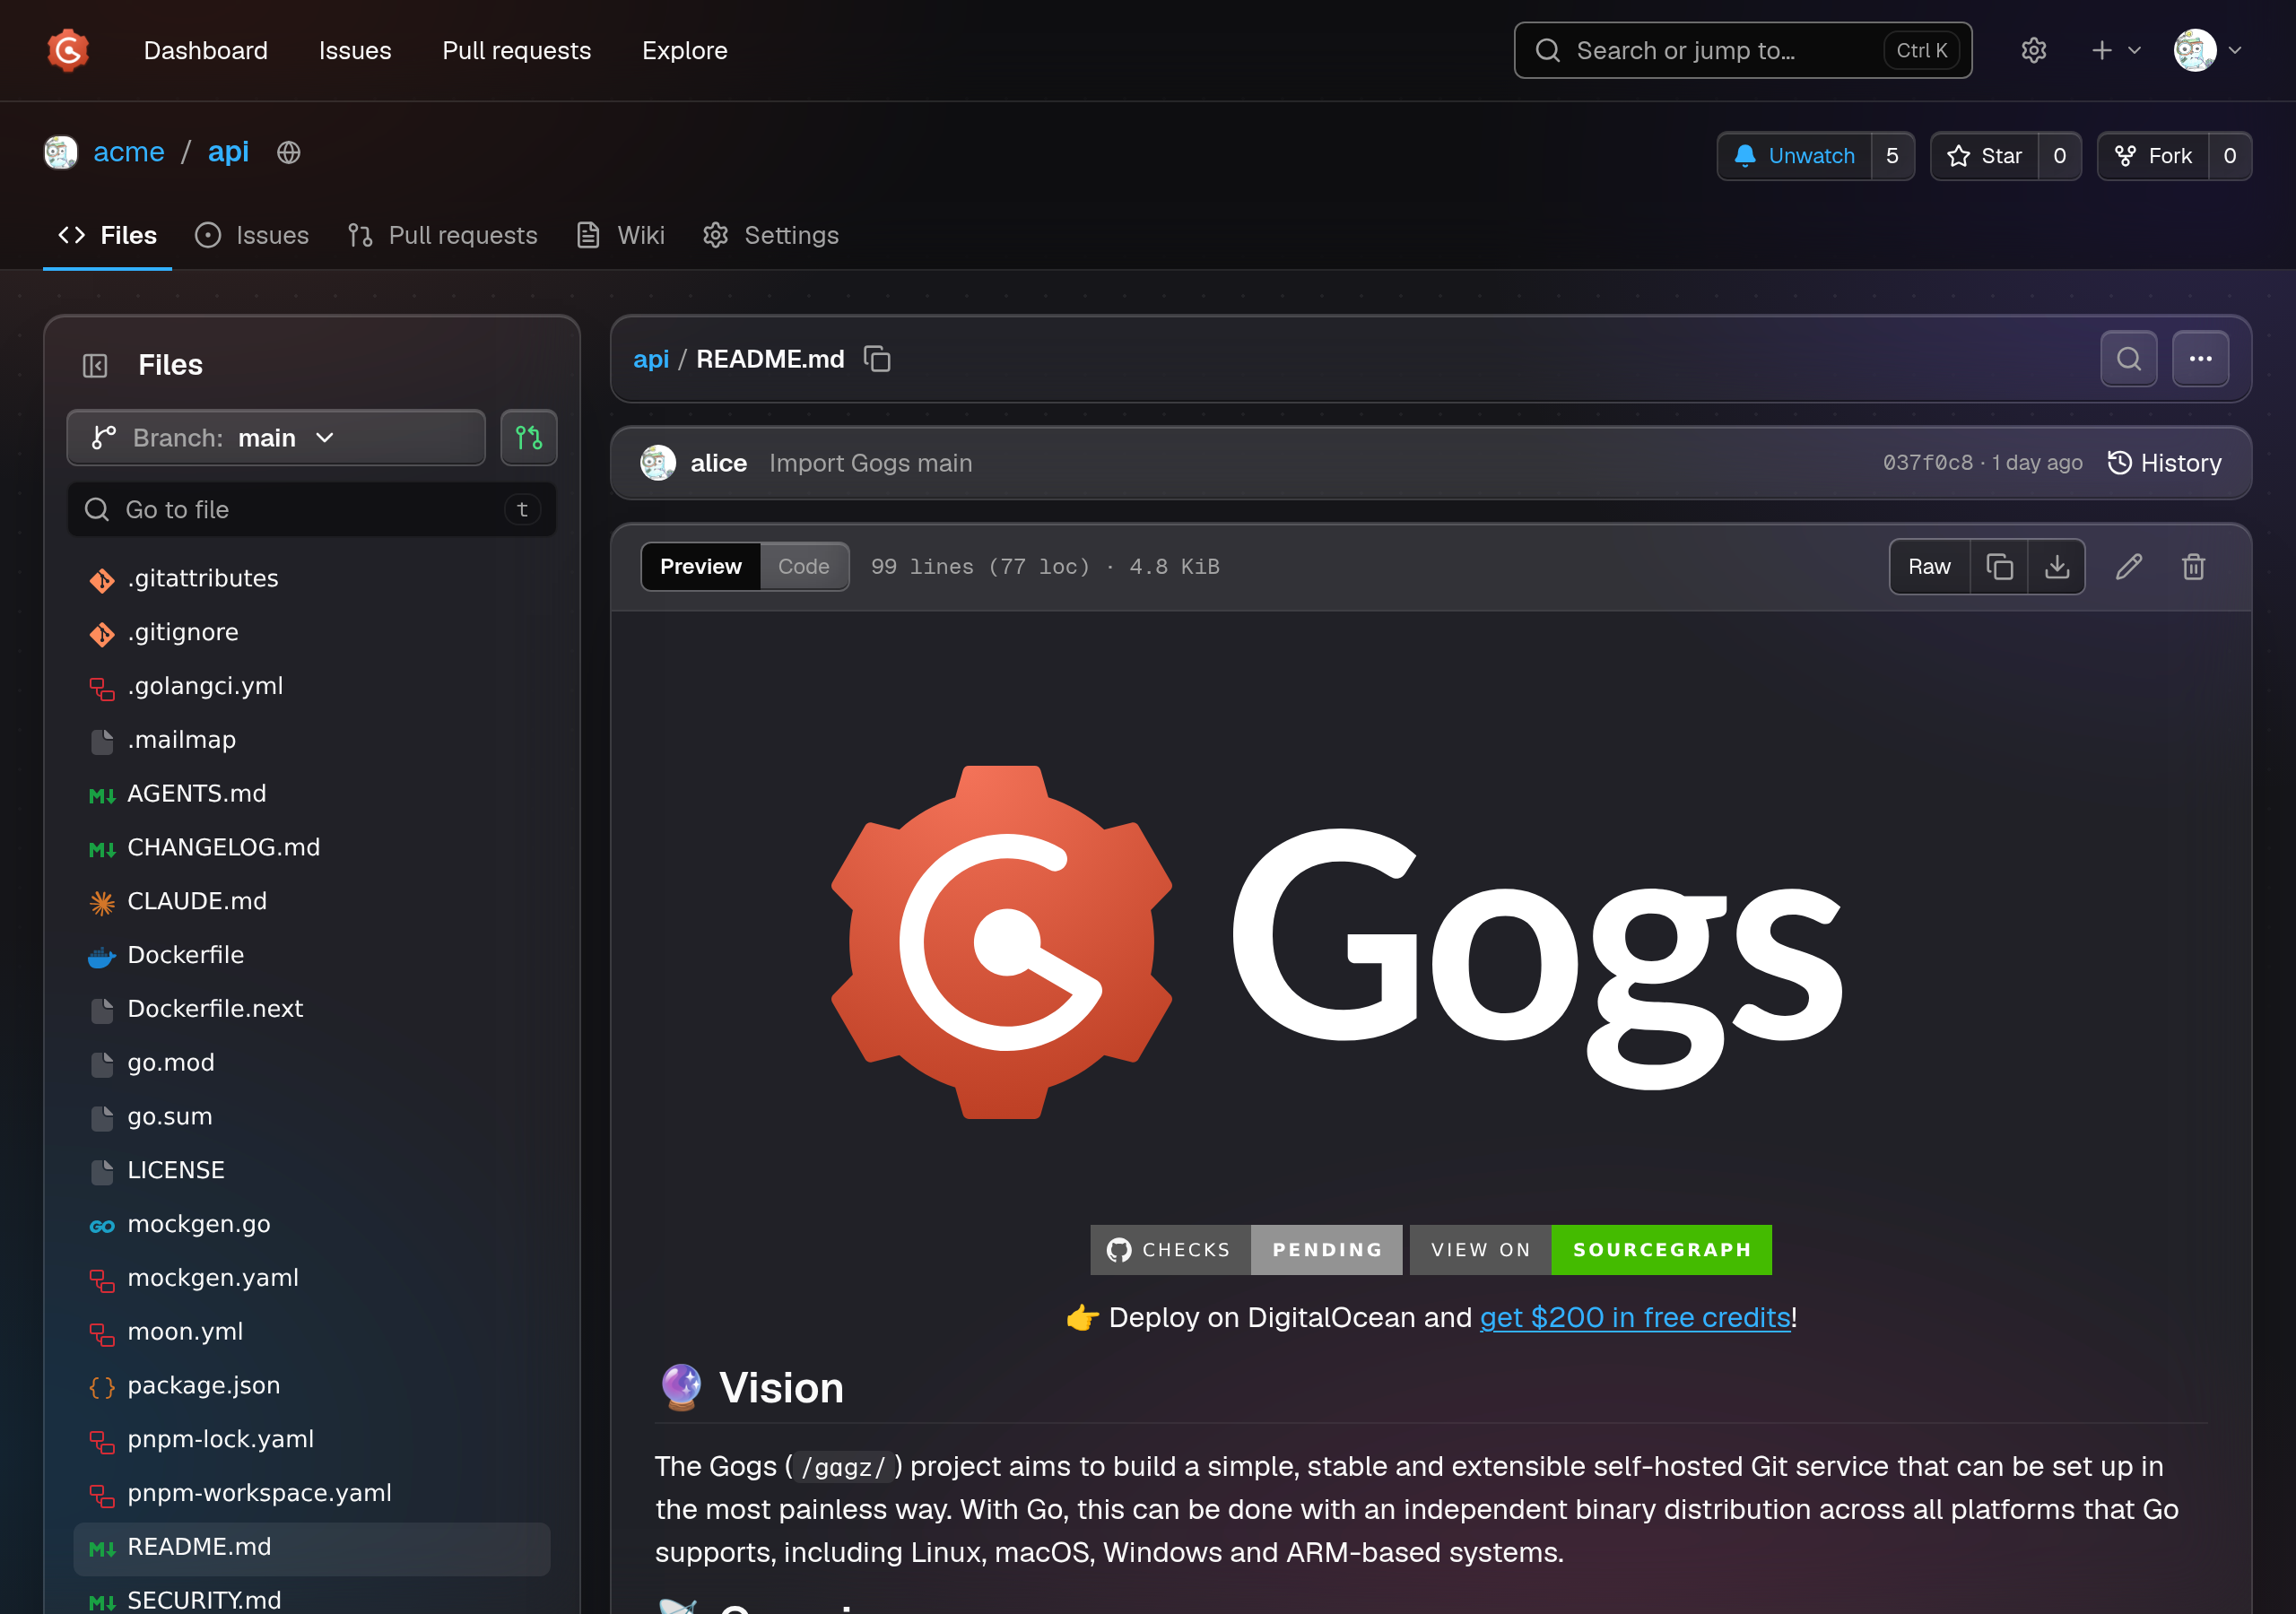 Dashboard Issues Pull requests Explore Search or jump to... Ctrl K
acme / api Unwatch 5 Star 0 Fork 0
Files Issues Pull requests Wiki Settings
Files
Branch: main
Go to file t
.gitattributes
.gitignore
.golangci.yml
.mailmap
AGENTS.md
CHANGELOG.md
CLAUDE.md
Dockerfile
Dockerfile.next
go.mod
go.sum
LICENSE
mockgen.go
mockgen.yaml
moon.yml
package.json
pnpm-lock.yaml
pnpm-workspace.yaml
README.md
SECURITY.md
api / README.md
alice Import Gogs main 037f0c8 · 1 day ago History
Preview Code 99 lines (77 loc) · 4.8 KiB Raw
Gogs
CHECKS PENDING VIEW ON SOURCEGRAPH
👉 Deploy on DigitalOcean and get $200 in free credits!
🔮 Vision
The Gogs (/ɡɑɡz/) project aims to build a simple, stable and extensible self-hosted Git service that can be set up in
the most painless way. With Go, this can be done with an independent binary distribution across all platforms that Go
supports, including Linux, macOS, Windows and ARM-based systems.